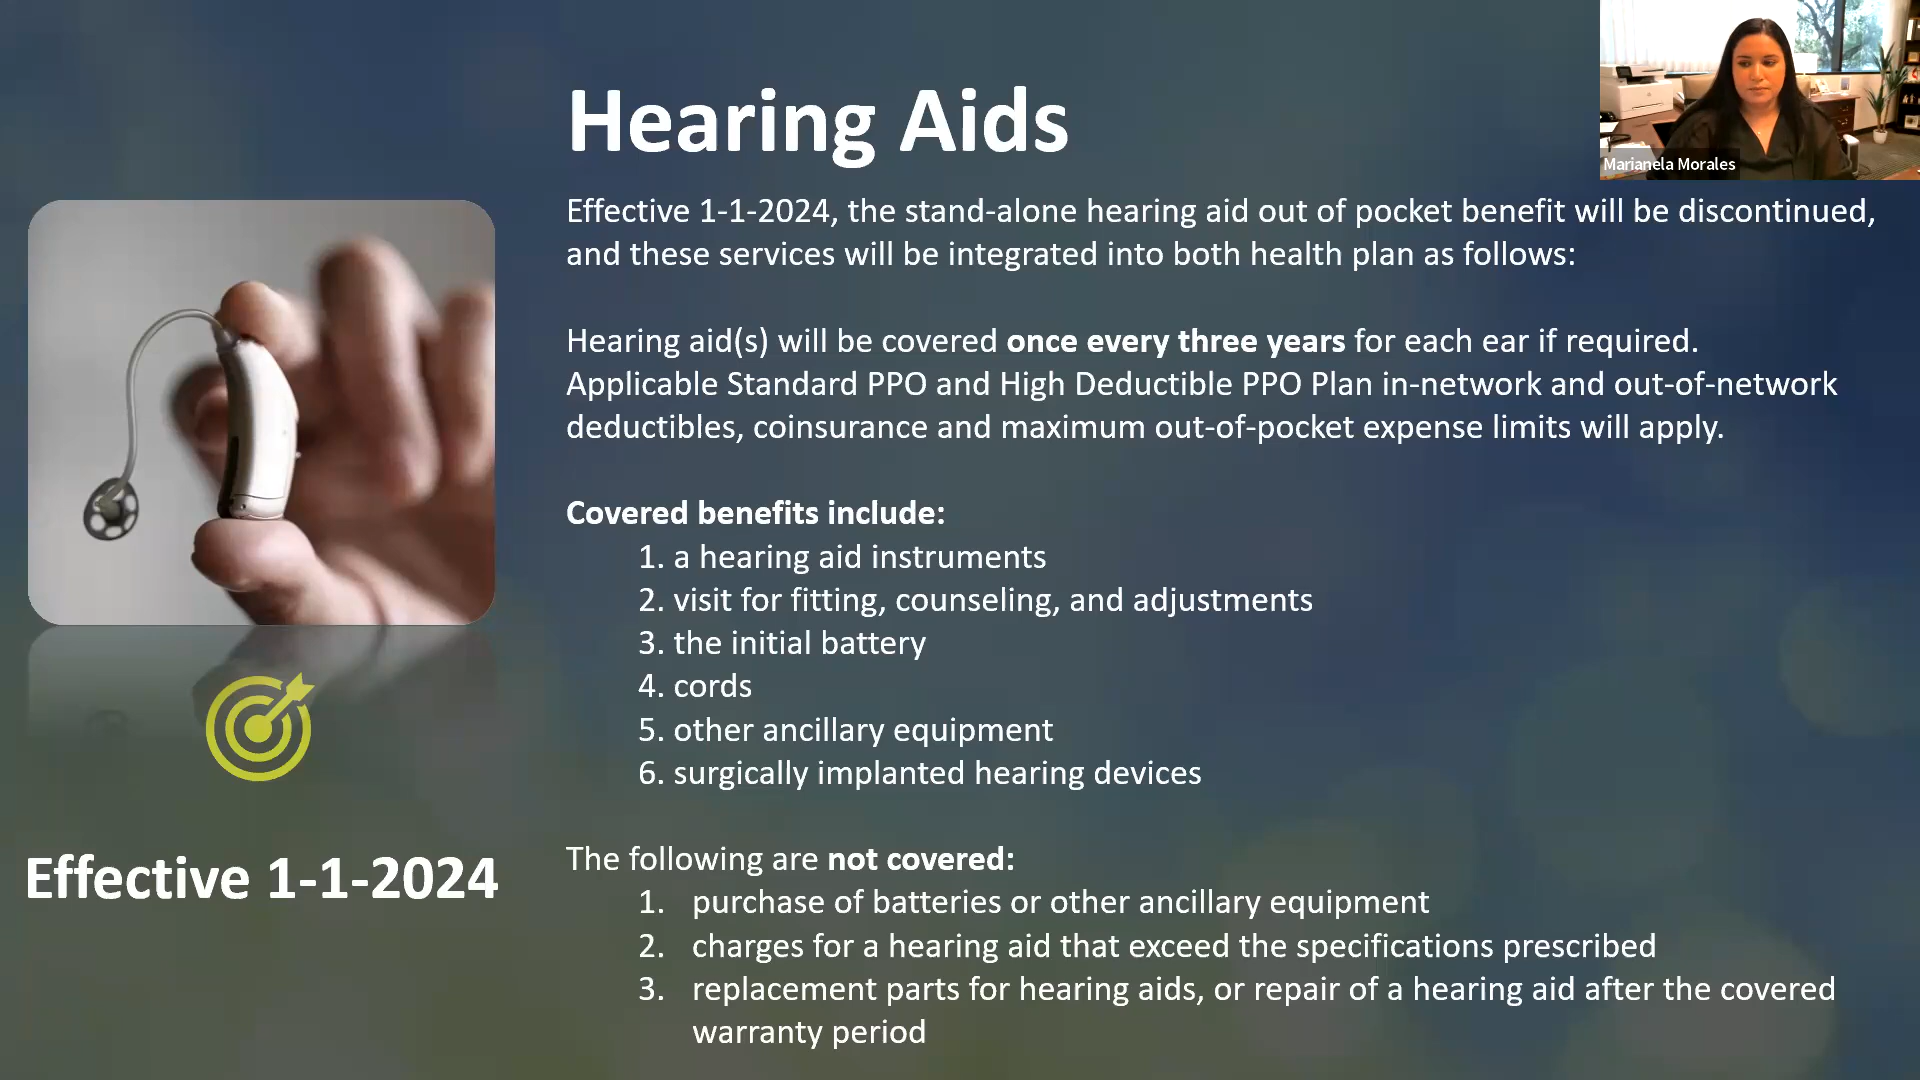 Hearing Aids
Marianela Morales
Effective 1-1-2024, the stand-alone hearing aid out of pocket benefit will be discontinued,
and these services will be integrated into both health plan as follows:
Hearing aid(s) will be covered once every three years for each ear if required.
Applicable Standard PPO and High Deductible PPO Plan in-network and out-of-network
deductibles, coinsurance and maximum out-of-pocket expense limits will apply.
Covered benefits include:
1. a hearing aid instruments
2. visit for fitting, counseling, and adjustments
3. the initial battery
4. cords
5. other ancillary equipment
6. surgically implanted hearing devices
Effective 1-1-2024
The following are not covered:
1. purchase of batteries or other ancillary equipment
2. charges for a hearing aid that exceed the specifications prescribed
3. replacement parts for hearing aids, or repair of a hearing aid after the covered
warranty period